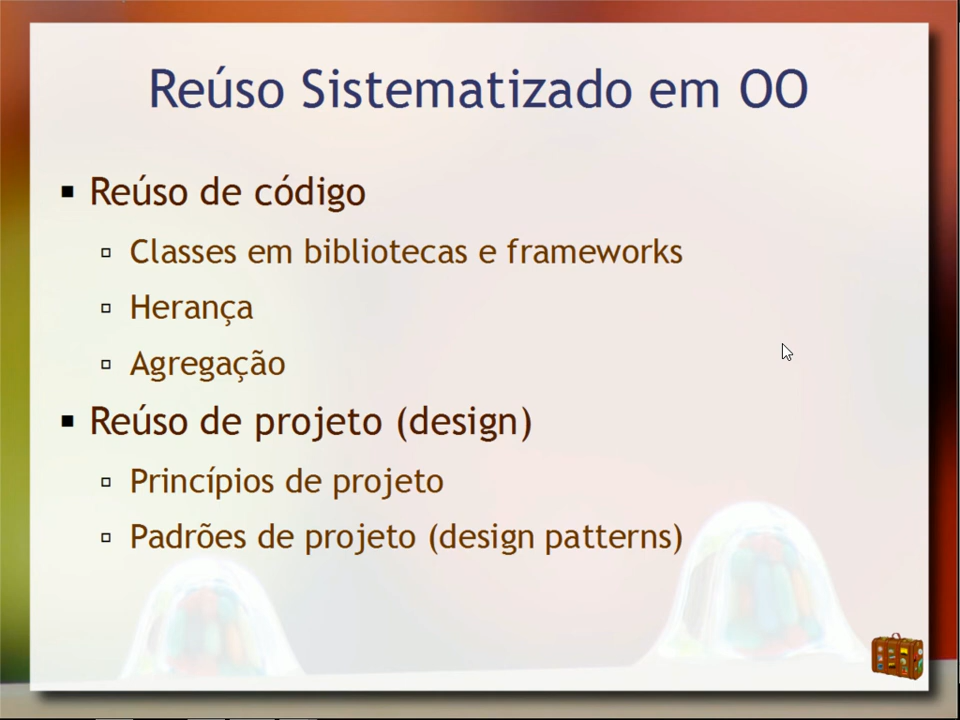 Reúso Sistematizado em OO
Reúso de código
Classes em bibliotecas e frameworks
Herança
Agregação
Reúso de projeto (design)
Princípios de projeto
Padrões de projeto (design patterns)